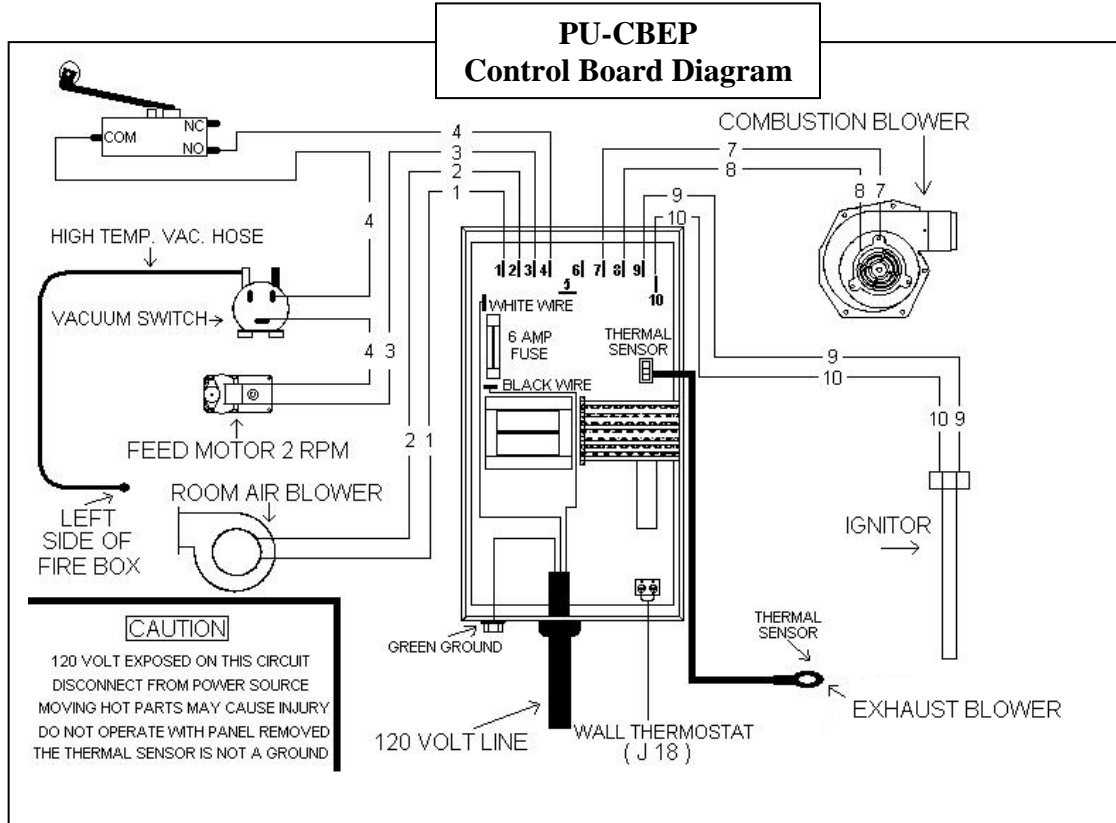 PU-CBEP
Control Board Diagram
COM
NC
NO
4
3
2
1
7
8
9
10
COMBUSTION BLOWER
8 7
4
HIGH TEMP. VAC. HOSE
VACUUM SWITCH
4 3
FEED MOTOR 2 RPM
2 1
ROOM AIR BLOWER
LEFT
SIDE OF
FIRE BOX
1 2 3 4 6 7 8 9
5
10
WHITE WIRE
6 AMP
FUSE
BLACK WIRE
THERMAL
SENSOR
9
10
10 9
IGNITOR
GREEN GROUND
120 VOLT LINE
WALL THERMOSTAT
( J 18 )
THERMAL
SENSOR
EXHAUST BLOWER
CAUTION
120 VOLT EXPOSED ON THIS CIRCUIT
DISCONNECT FROM POWER SOURCE
MOVING HOT PARTS MAY CAUSE INJURY
DO NOT OPERATE WITH PANEL REMOVED
THE THERMAL SENSOR IS NOT A GROUND